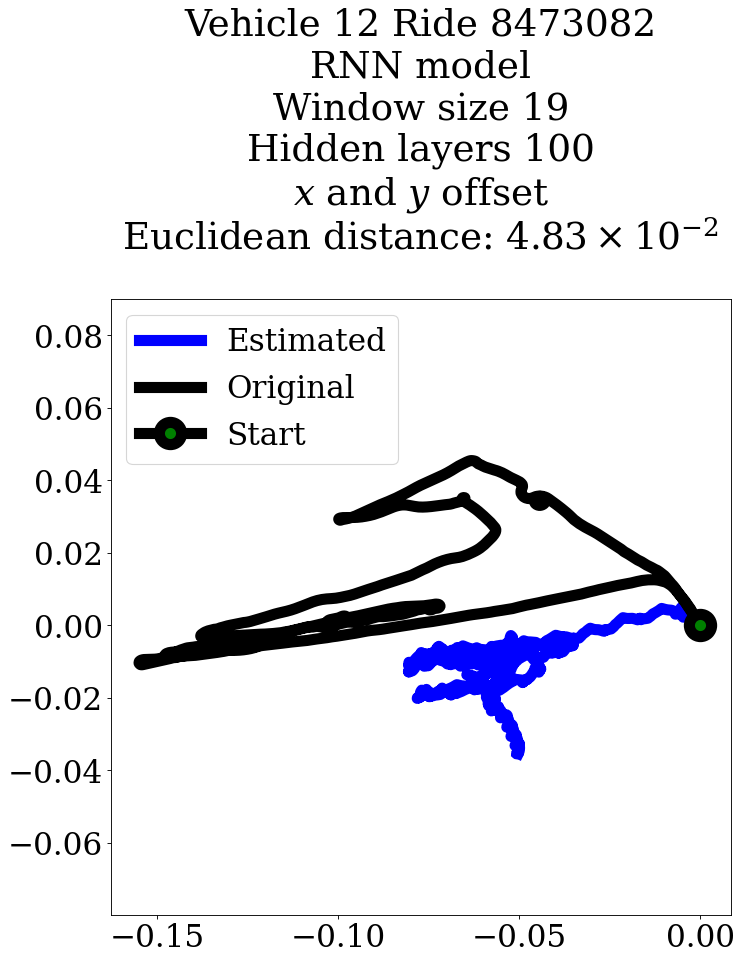 Vehicle 12 Ride 8473082
RNN model
Window size 19
Hidden layers 100
x and y offset
Euclidean distance: 4.83 × 10⁻²
Estimated
Original
Start
0.08
0.06
0.04
0.02
0.00
−0.02
−0.04
−0.06
−0.15 −0.10 −0.05 0.00